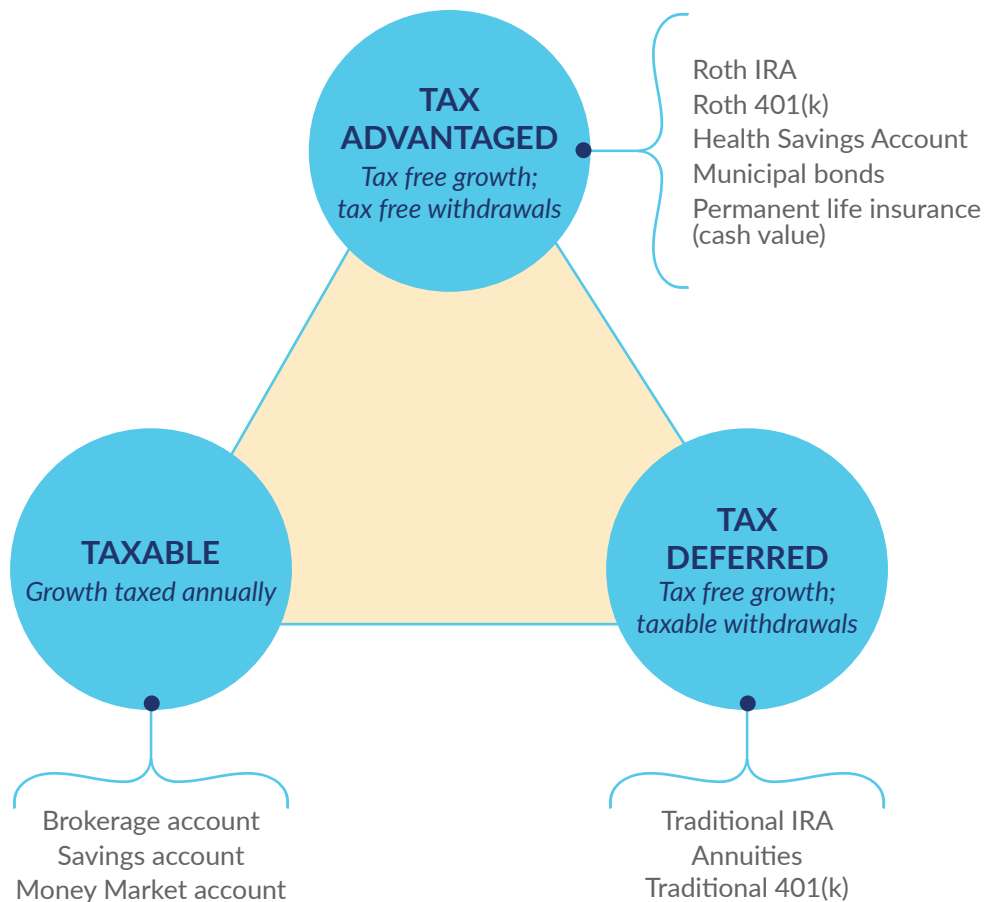 TAX
ADVANTAGED
Tax free growth;
tax free withdrawals
Roth IRA
Roth 401(k)
Health Savings Account
Municipal bonds
Permanent life insurance
(cash value)
TAXABLE
Growth taxed annually
TAX
DEFERRED
Tax free growth;
taxable withdrawals
Brokerage account
Savings account
Money Market account
Traditional IRA
Annuities
Traditional 401(k)